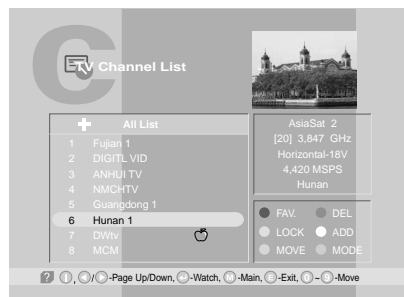 C
TV Channel List
All List
1 Fujian 1
2 DIGITL VID
3 ANHUI TV
4 NMCHTV
5 Guangdong 1
6 Hunan 1
7 DWtv
8 MCM
AsiaSat 2
[20] 3,847 GHz
Horizontal-18V
4,420 MSPS
Hunan
FAV. DEL
LOCK ADD
MOVE MODE
? , / -Page Up/Down, -Watch, M -Main, E -Exit, 0 ~ 9 -Move